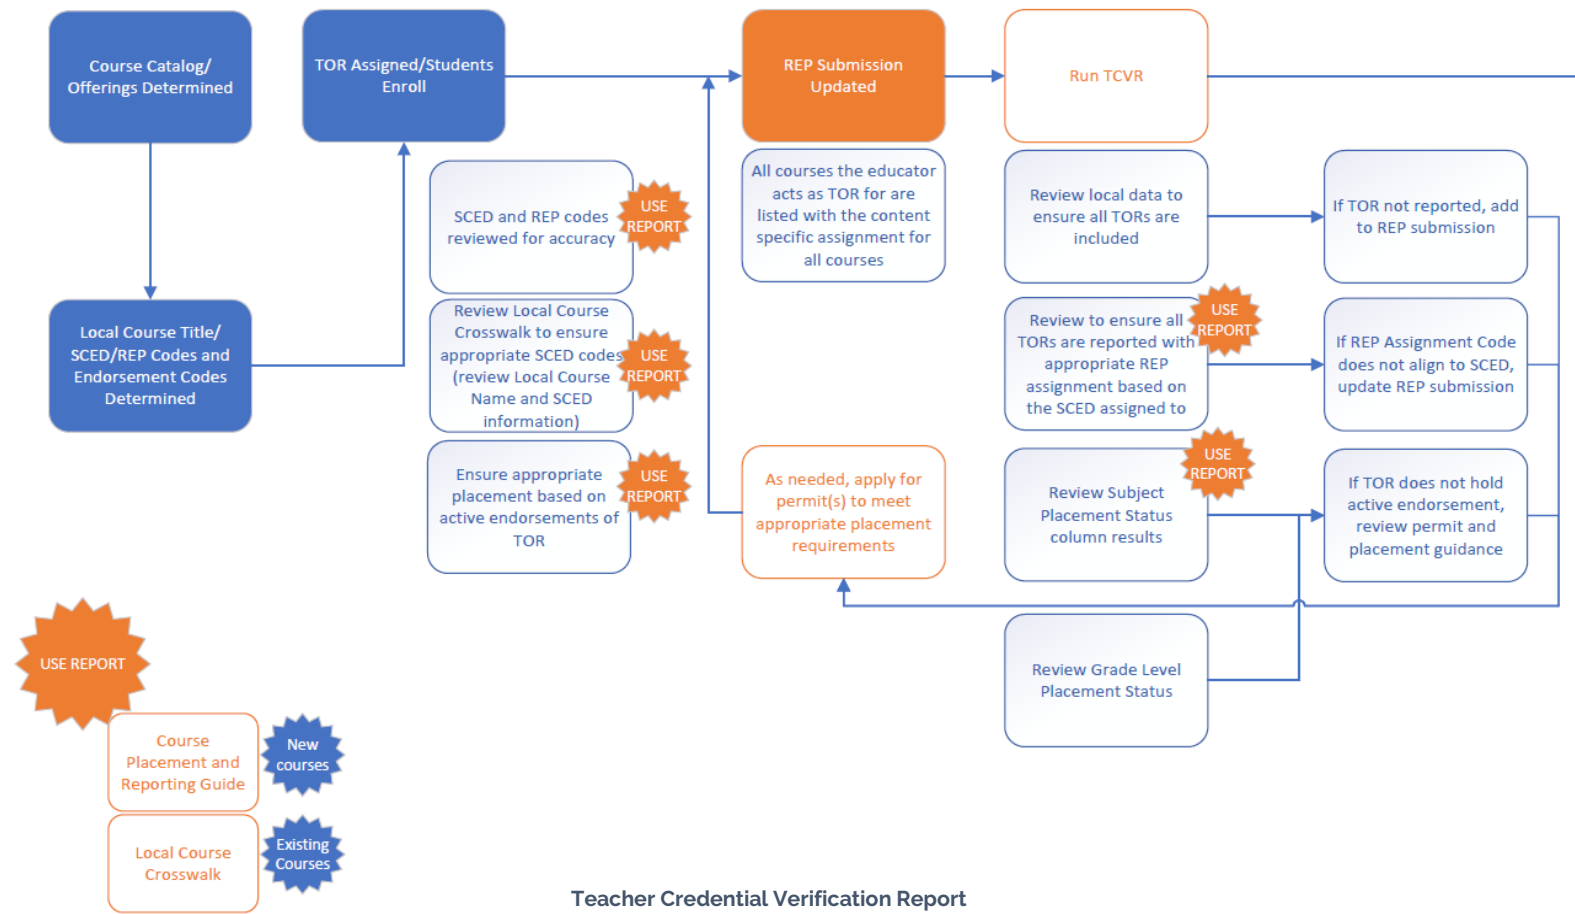 Course Catalog/
Offerings Determined
TOR Assigned/Students
Enroll
REP Submission
Updated
Run TCVR
SCED and REP codes
reviewed for accuracy
USE
REPORT
All courses the educator
acts as TOR for are
listed with the content
specific assignment for
all courses
Review local data to
ensure all TORs are
included
If TOR not reported, add
to REP submission
Local Course Title/
SCED/REP Codes and
Endorsement Codes
Determined
Review Local Course
Crosswalk to ensure
appropriate SCED codes
(review Local Course
Name and SCED
information)
USE
REPORT
Review to ensure all
TORs are reported with
appropriate REP
assignment based on
the SCED assigned to
USE
REPORT
If REP Assignment Code
does not align to SCED,
update REP submission
Ensure appropriate
placement based on
active endorsements of
TOR
USE
REPORT
As needed, apply for
permit(s) to meet
appropriate placement
requirements
Review Subject
Placement Status
column results
USE
REPORT
If TOR does not hold
active endorsement,
review permit and
placement guidance
Review Grade Level
Placement Status
USE REPORT
Course
Placement and
Reporting Guide
New
courses
Local Course
Crosswalk
Existing
Courses
Teacher Credential Verification Report